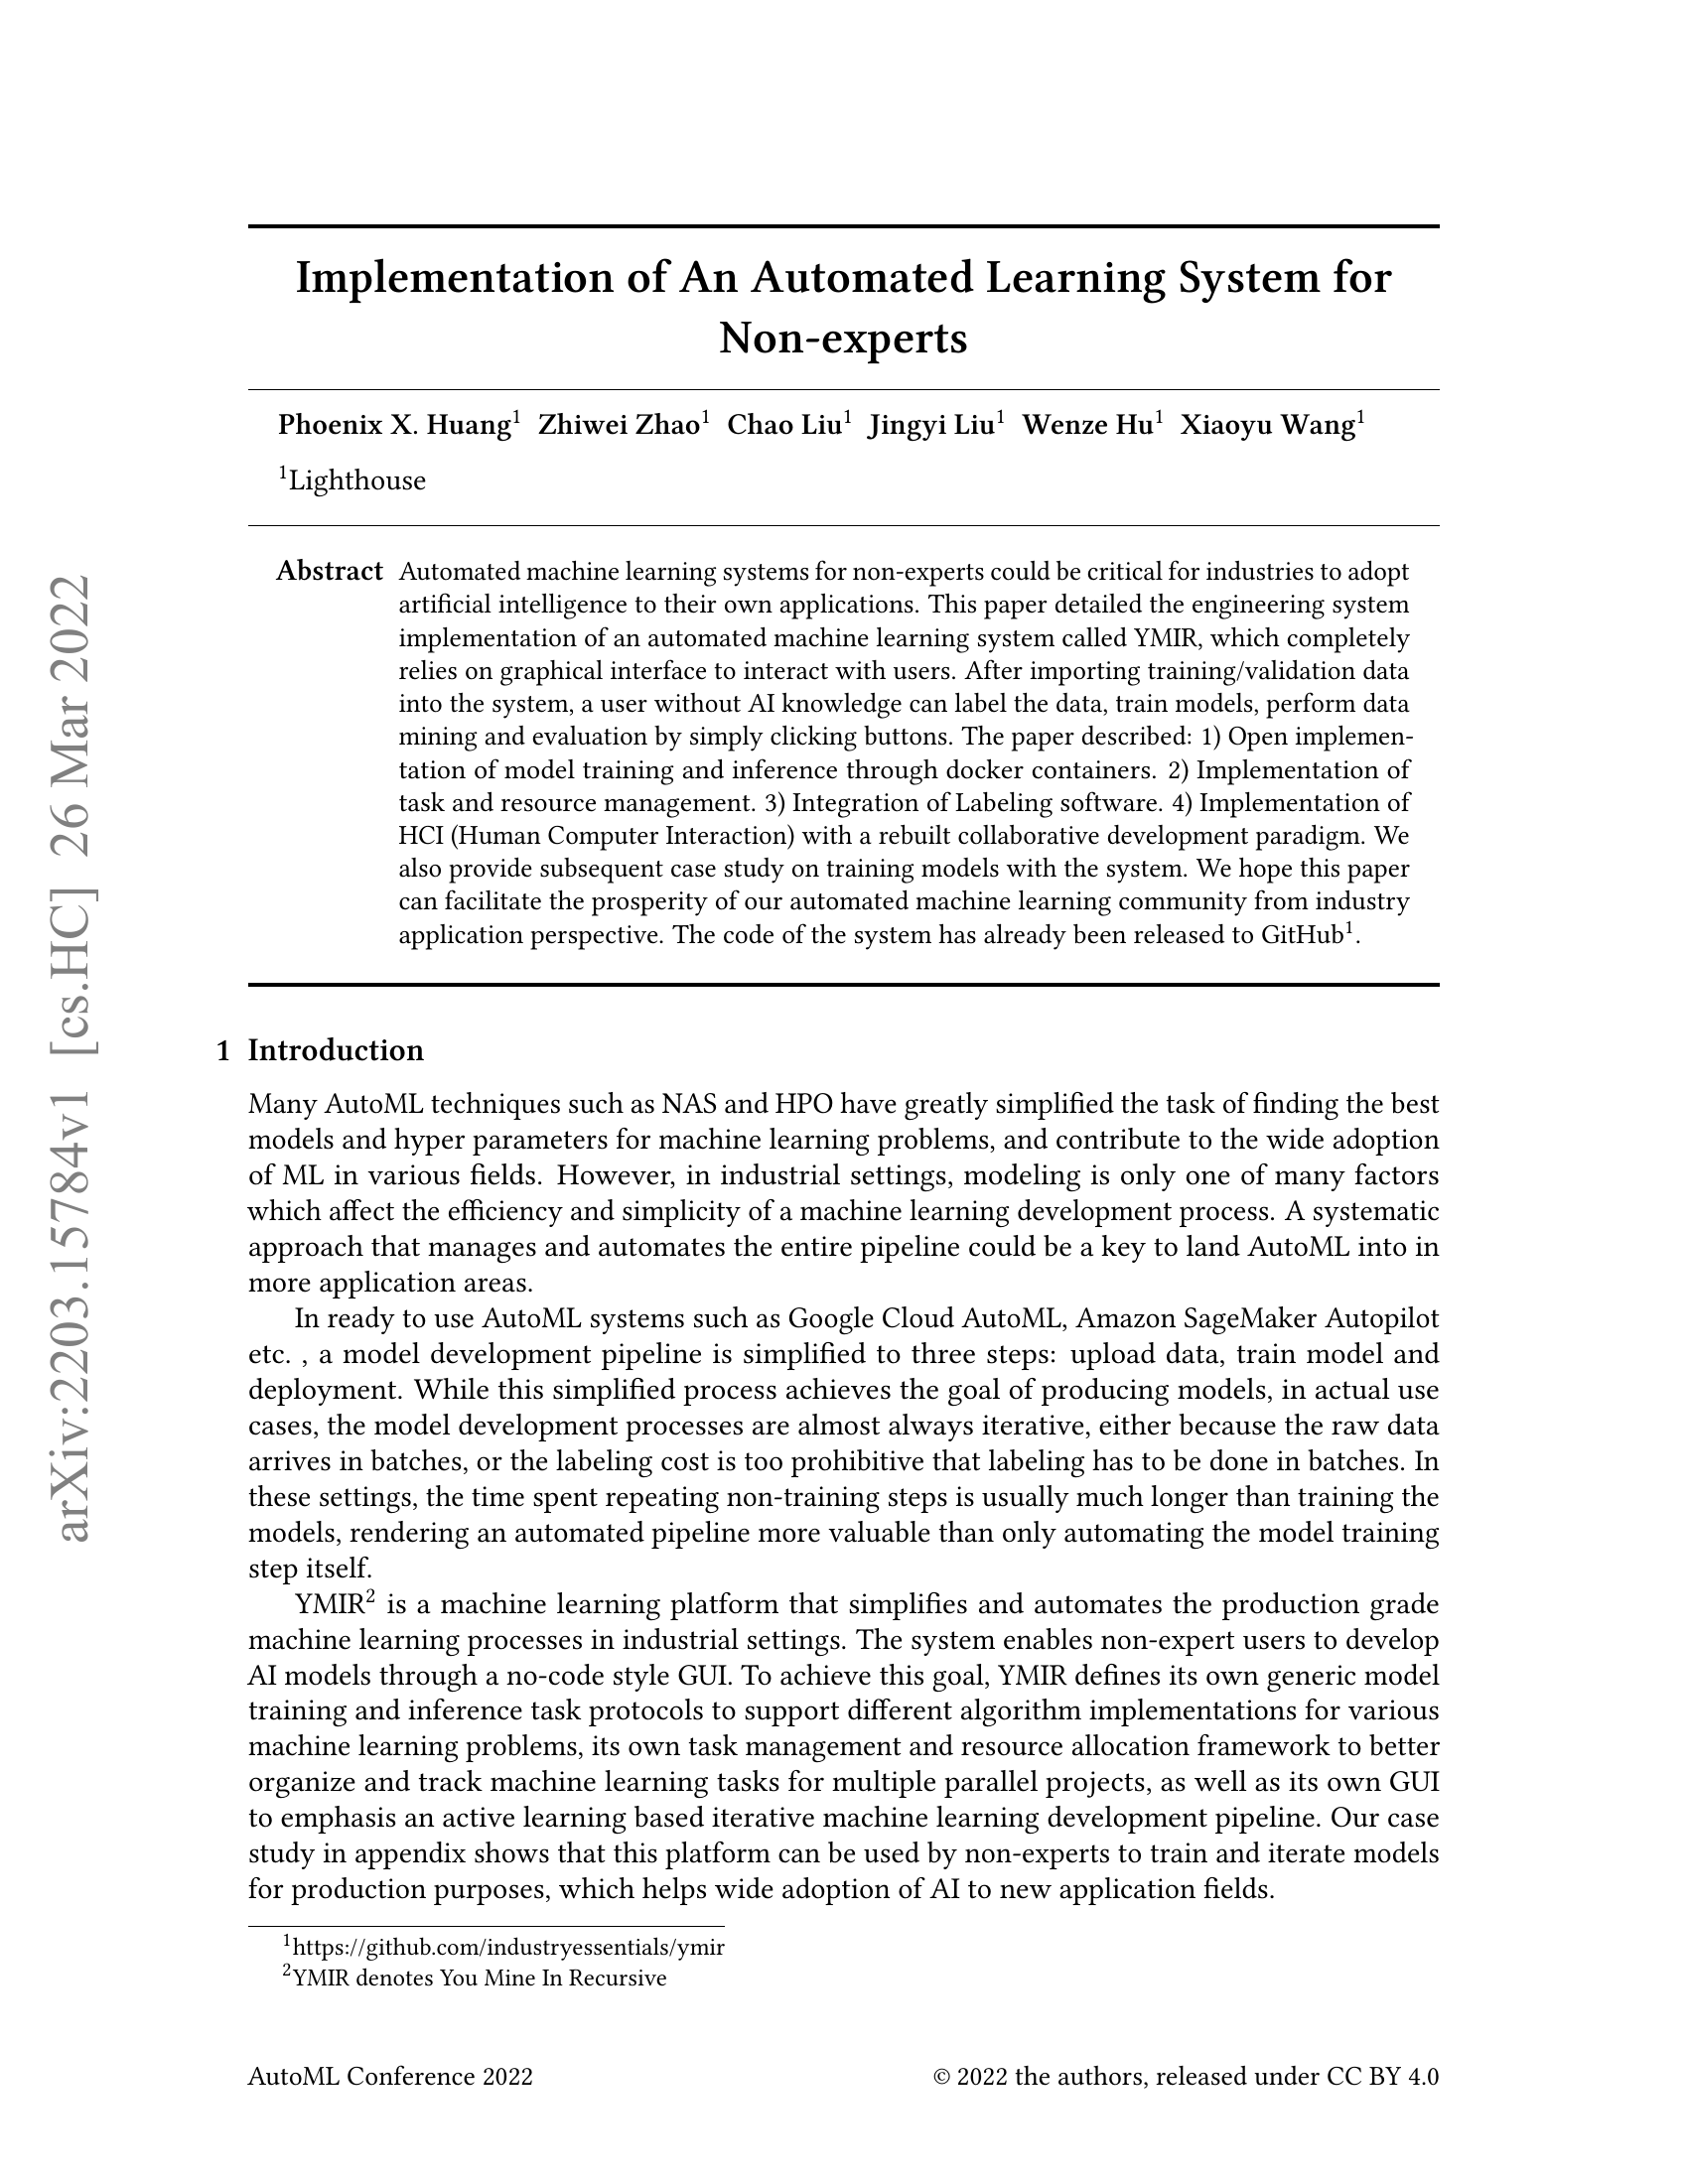 Implementation of An Automated Learning System for
Non-experts
Phoenix X. Huang1 Zhiwei Zhao1 Chao Liu1 Jingyi Liu1 Wenze Hu1 Xiaoyu Wang1
1Lighthouse
Abstract Automated machine learning systems for non-experts could be critical for industries to adopt
artificial intelligence to their own applications. This paper detailed the engineering system
implementation of an automated machine learning system called YMIR, which completely
relies on graphical interface to interact with users. After importing training/validation data
into the system, a user without AI knowledge can label the data, train models, perform data
mining and evaluation by simply clicking buttons. The paper described: 1) Open implemen-
tation of model training and inference through docker containers. 2) Implementation of
task and resource management. 3) Integration of Labeling software. 4) Implementation of
HCI (Human Computer Interaction) with a rebuilt collaborative development paradigm. We
also provide subsequent case study on training models with the system. We hope this paper
can facilitate the prosperity of our automated machine learning community from industry
application perspective. The code of the system has already been released to GitHub1.
1 Introduction
Many AutoML techniques such as NAS and HPO have greatly simplified the task of finding the best
models and hyper parameters for machine learning problems, and contribute to the wide adoption
of ML in various fields. However, in industrial settings, modeling is only one of many factors
which affect the efficiency and simplicity of a machine learning development process. A systematic
approach that manages and automates the entire pipeline could be a key to land AutoML into in
more application areas.
In ready to use AutoML systems such as Google Cloud AutoML, Amazon SageMaker Autopilot
etc. , a model development pipeline is simplified to three steps: upload data, train model and
deployment. While this simplified process achieves the goal of producing models, in actual use
cases, the model development processes are almost always iterative, either because the raw data
arrives in batches, or the labeling cost is too prohibitive that labeling has to be done in batches. In
these settings, the time spent repeating non-training steps is usually much longer than training the
models, rendering an automated pipeline more valuable than only automating the model training
step itself.
YMIR2 is a machine learning platform that simplifies and automates the production grade
machine learning processes in industrial settings. The system enables non-expert users to develop
AI models through a no-code style GUI. To achieve this goal, YMIR defines its own generic model
training and inference task protocols to support different algorithm implementations for various
machine learning problems, its own task management and resource allocation framework to better
organize and track machine learning tasks for multiple parallel projects, as well as its own GUI
to emphasis an active learning based iterative machine learning development pipeline. Our case
study in appendix shows that this platform can be used by non-experts to train and iterate models
for production purposes, which helps wide adoption of AI to new application fields.
1https://github.com/industryessentials/ymir
2YMIR denotes You Mine In Recursive
AutoML Conference 2022
© 2022 the authors, released under CC BY 4.0
arXiv:2203.15784v1 [cs.HC] 26 Mar 2022